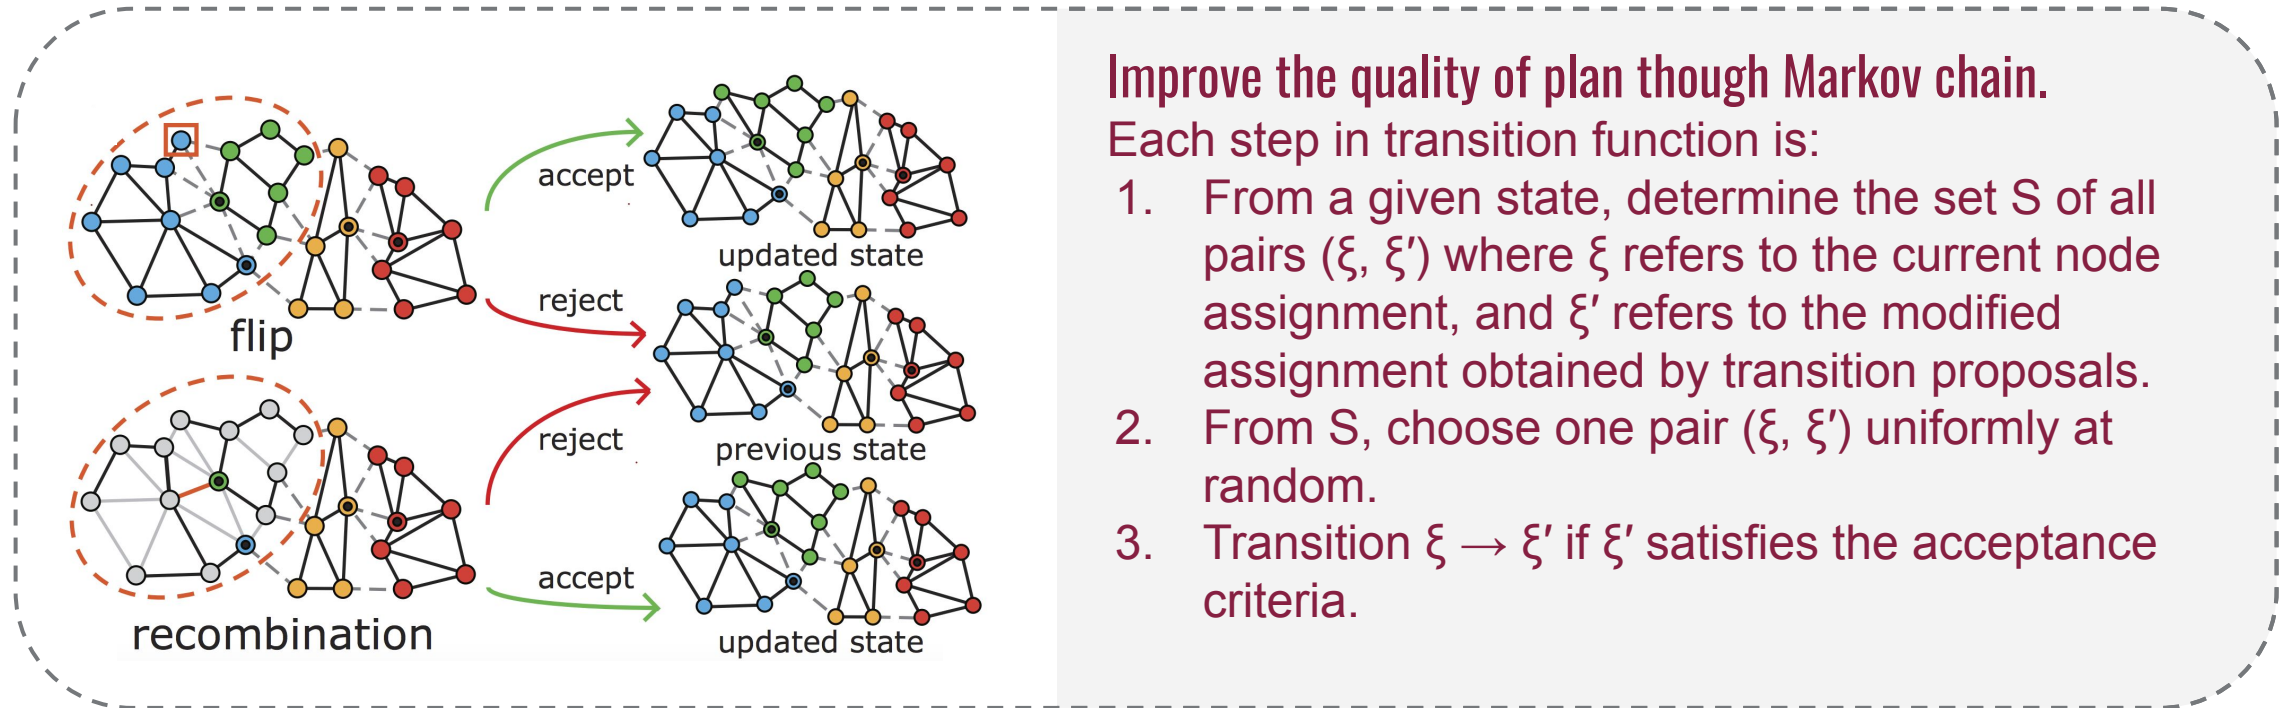 accept
updated state
flip
reject
reject
previous state
accept
recombination
updated state
Improve the quality of plan though Markov chain.
Each step in transition function is:
1. From a given state, determine the set S of all
pairs (ξ, ξ′) where ξ refers to the current node
assignment, and ξ′ refers to the modified
assignment obtained by transition proposals.
2. From S, choose one pair (ξ, ξ′) uniformly at
random.
3. Transition ξ → ξ′ if ξ′ satisfies the acceptance
criteria.